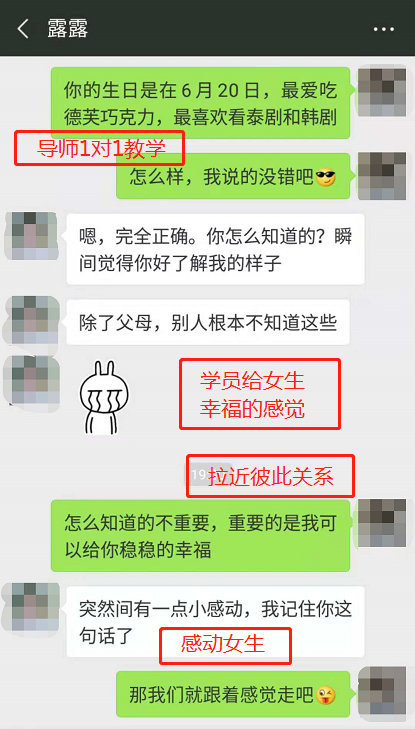 露露
你的生日是在6月20日，最爱吃
德芙巧克力，最喜欢看泰剧和韩剧
导师1对1教学
怎么样，我说的没错吧
嗯，完全正确。你怎么知道的？瞬
间觉得你好了解我的样子
除了父母，别人根本不知道这些
学员给女生
幸福的感觉
拉近彼此关系
怎么知道的不重要，重要的是我可
以给你稳稳的幸福
突然间有一点小感动，我记住你这
句话了
感动女生
那我们就跟着感觉走吧